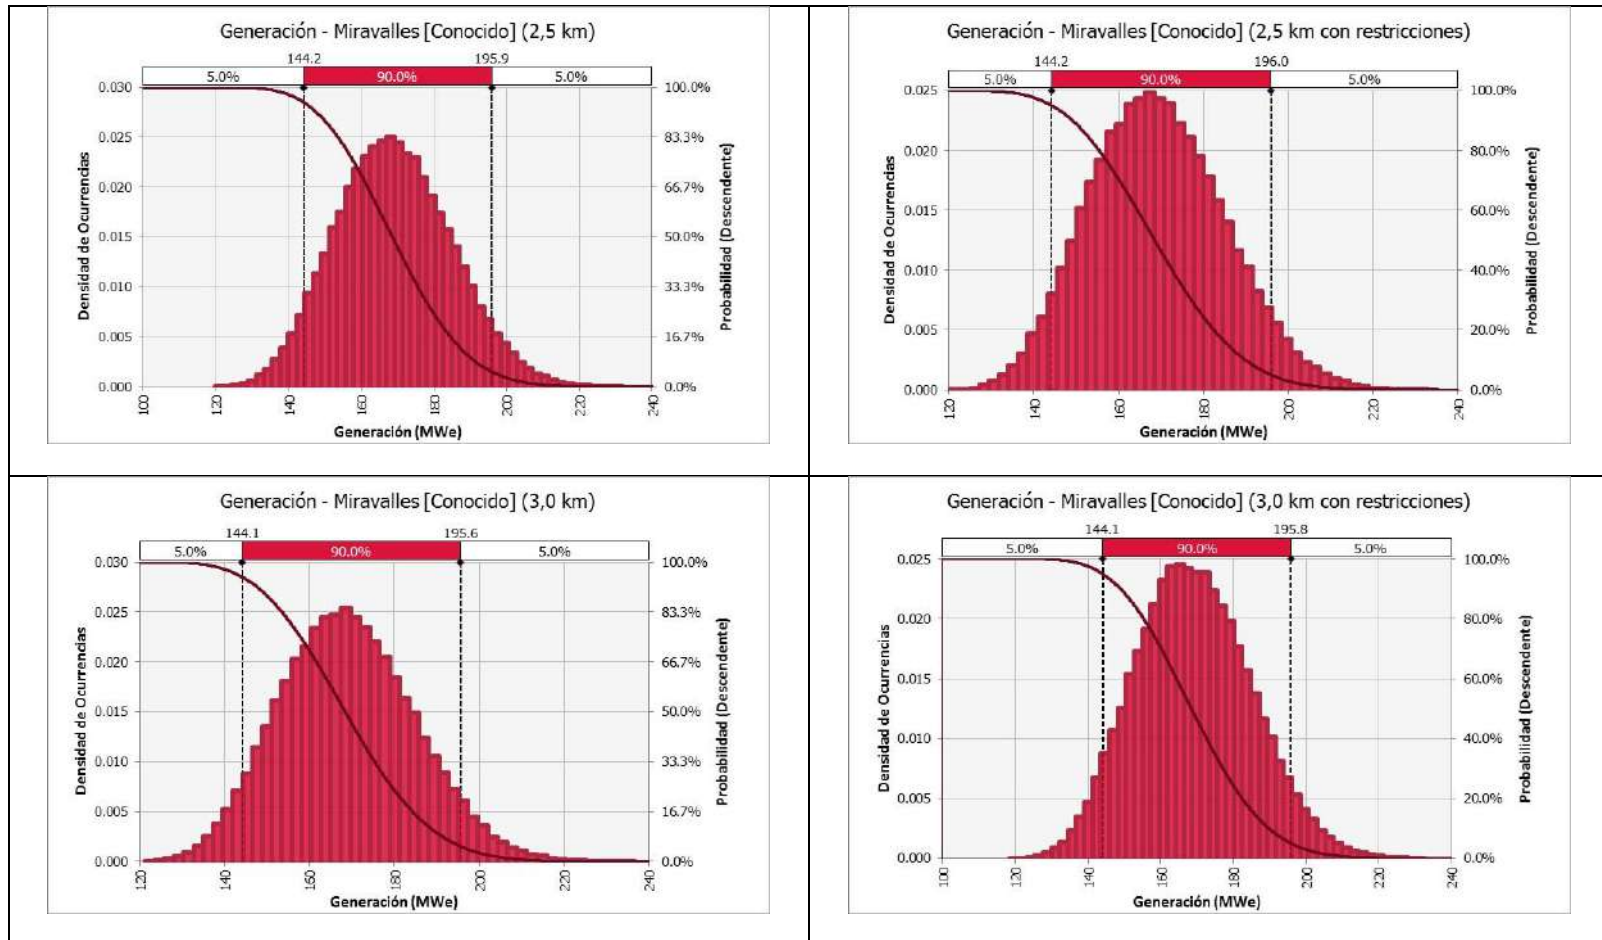 Generación - Miravalles [Conocido] (2,5 km)
144.2 195.9
5.0% 90.0% 5.0%
0.030 100.0%
0.025 83.3%
0.020 66.7%
0.015 50.0%
0.010 33.3%
0.005 16.7%
0.000 0.0%
Densidad de Ocurrencias
Probabilidad (Descendente)
100 120 140 160 180 200 220 240
Generación (MWe)
Generación - Miravalles [Conocido] (2,5 km con restricciones)
144.2 196.0
5.0% 90.0% 5.0%
0.025 100.0%
0.020 80.0%
0.015 60.0%
0.010 40.0%
0.005 20.0%
0.000 0.0%
Densidad de Ocurrencias
Probabilidad (Descendente)
120 140 160 180 200 220 240
Generación (MWe)
Generación - Miravalles [Conocido] (3,0 km)
144.1 195.6
5.0% 90.0% 5.0%
0.030 100.0%
0.025 83.3%
0.020 66.7%
0.015 50.0%
0.010 33.3%
0.005 16.7%
0.000 0.0%
Densidad de Ocurrencias
Probabilidad (Descendente)
120 140 160 180 200 220 240
Generación (MWe)
Generación - Miravalles [Conocido] (3,0 km con restricciones)
144.1 195.8
5.0% 90.0% 5.0%
0.025 100.0%
0.020 80.0%
0.015 60.0%
0.010 40.0%
0.005 20.0%
0.000 0.0%
Densidad de Ocurrencias
Probabilidad (Descendente)
100 120 140 160 180 200 220 240
Generación (MWe)